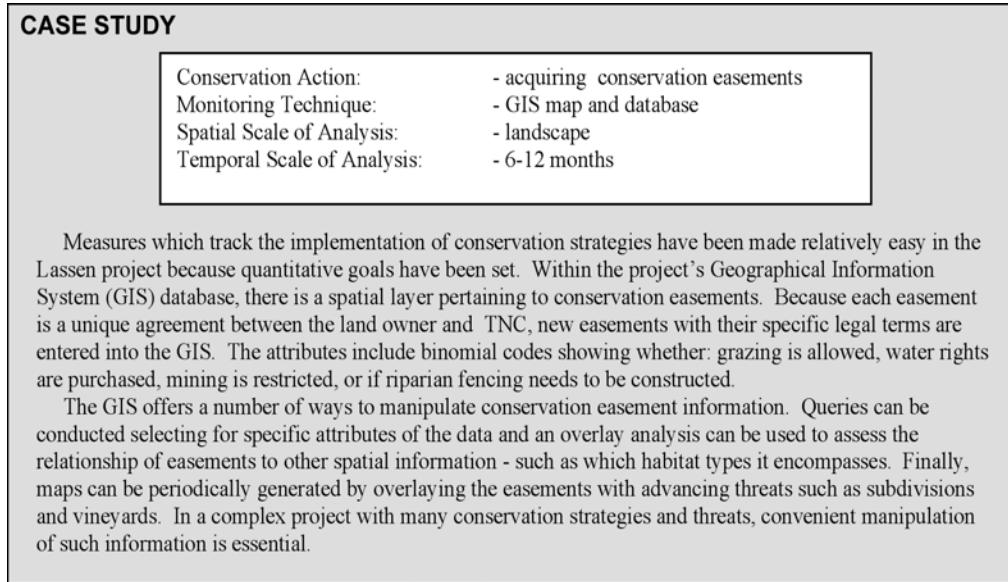 CASE STUDY
Conservation Action: - acquiring conservation easements
Monitoring Technique: - GIS map and database
Spatial Scale of Analysis: - landscape
Temporal Scale of Analysis: - 6-12 months
Measures which track the implementation of conservation strategies have been made relatively easy in the
Lassen project because quantitative goals have been set. Within the project's Geographical Information
System (GIS) database, there is a spatial layer pertaining to conservation easements. Because each easement
is a unique agreement between the land owner and TNC, new easements with their specific legal terms are
entered into the GIS. The attributes include binomial codes showing whether: grazing is allowed, water rights
are purchased, mining is restricted, or if riparian fencing needs to be constructed.
The GIS offers a number of ways to manipulate conservation easement information. Queries can be
conducted selecting for specific attributes of the data and an overlay analysis can be used to assess the
relationship of easements to other spatial information - such as which habitat types it encompasses. Finally,
maps can be periodically generated by overlaying the easements with advancing threats such as subdivisions
and vineyards. In a complex project with many conservation strategies and threats, convenient manipulation
of such information is essential.